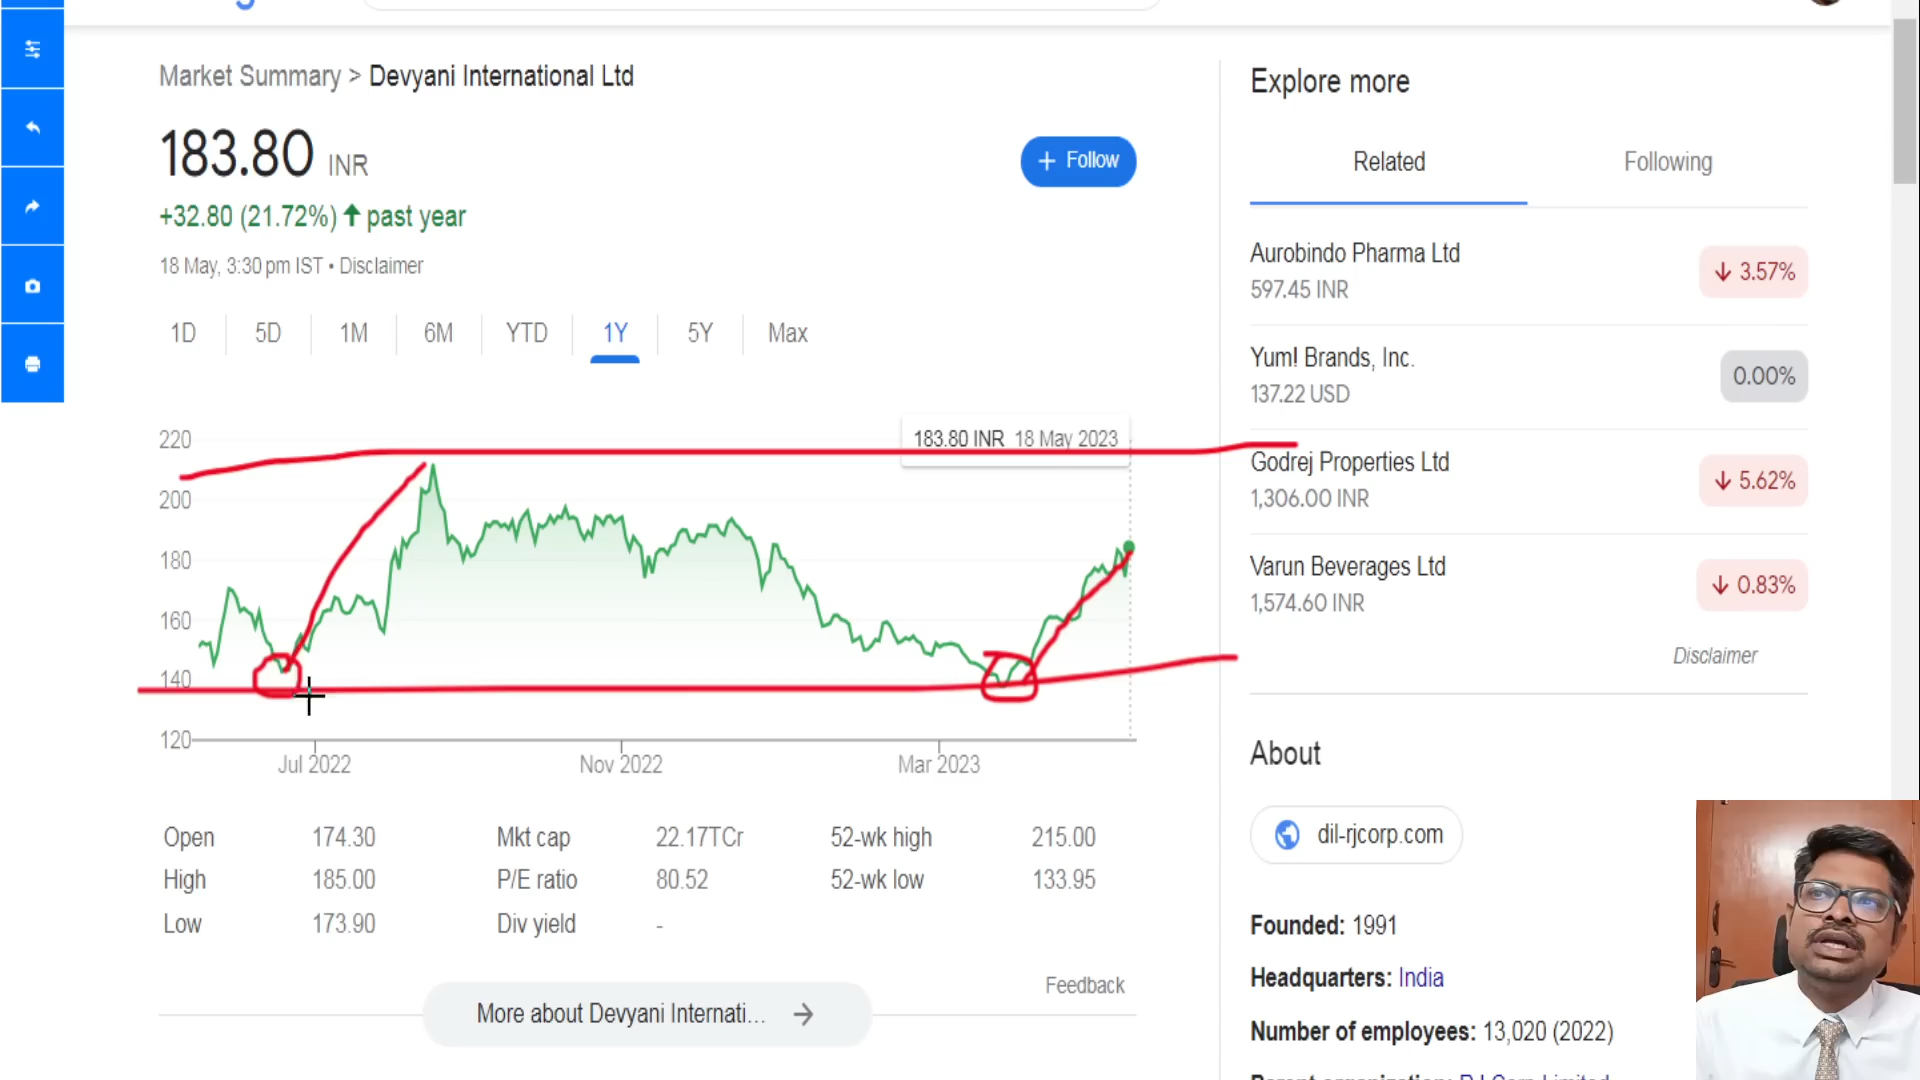 Market Summary > Devyani International Ltd
183.80 INR
+ Follow
+32.80 (21.72%) ↑ past year
18 May, 3:30 pm IST • Disclaimer
1D 5D 1M 6M YTD 1Y 5Y Max
183.80 INR 18 May 2023
220
200
180
160
140
120
Jul 2022 Nov 2022 Mar 2023
Open 174.30 Mkt cap 22.17TCr 52-wk high 215.00
High 185.00 P/E ratio 80.52 52-wk low 133.95
Low 173.90 Div yield -
Feedback
More about Devyani Internati... →
Explore more
Related Following
Aurobindo Pharma Ltd
597.45 INR
↓ 3.57%
Yum! Brands, Inc.
137.22 USD
0.00%
Godrej Properties Ltd
1,306.00 INR
↓ 5.62%
Varun Beverages Ltd
1,574.60 INR
↓ 0.83%
Disclaimer
About
dil-rjcorp.com
Founded: 1991
Headquarters: India
Number of employees: 13,020 (2022)